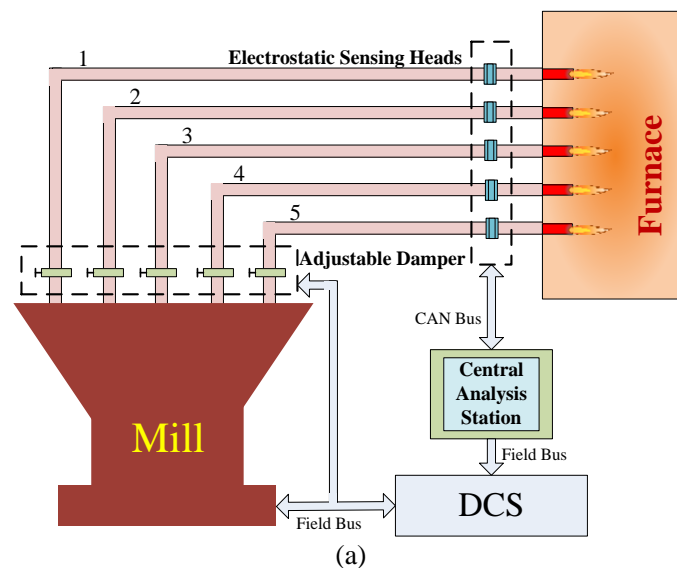 1
Electrostatic Sensing Heads
2
3
4
5
Furnace
Adjustable Damper
CAN Bus
Central
Analysis
Station
Mill
Field Bus
DCS
Field Bus
(a)